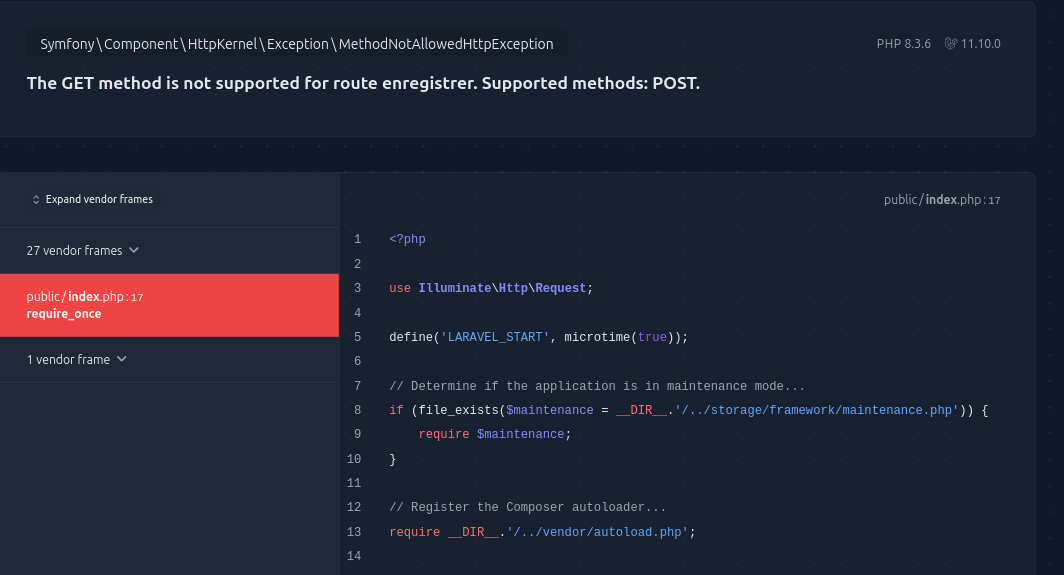 Symfony\Component\HttpKernel\Exception\MethodNotAllowedHttpException
PHP 8.3.6 11.10.0
The GET method is not supported for route enregistrer. Supported methods: POST.
Expand vendor frames
27 vendor frames
public/index.php:17
require_once
1 vendor frame
public/index.php:17
1 <?php
2
3 use Illuminate\Http\Request;
4
5 define('LARAVEL_START', microtime(true));
6
7 // Determine if the application is in maintenance mode...
8 if (file_exists($maintenance = __DIR__.'/../storage/framework/maintenance.php')) {
9     require $maintenance;
10 }
11
12 // Register the Composer autoloader...
13 require __DIR__.'/../vendor/autoload.php';
14